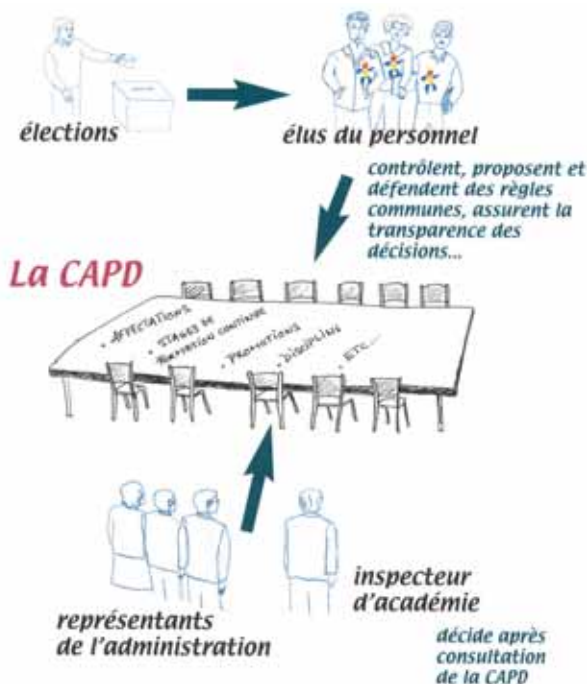 élections
élus du personnel
contrôlent, proposent et
défendent des règles
communes, assurent la
transparence des
décisions...
La CAPD
• AFFECTATIONS
• STAGES DE
FORMATION CONTINUE
• PROMOTIONS
• DISCIPLINE
• ETC...
représentants
de l'administration
inspecteur
d'académie
décide après
consultation
de la CAPD